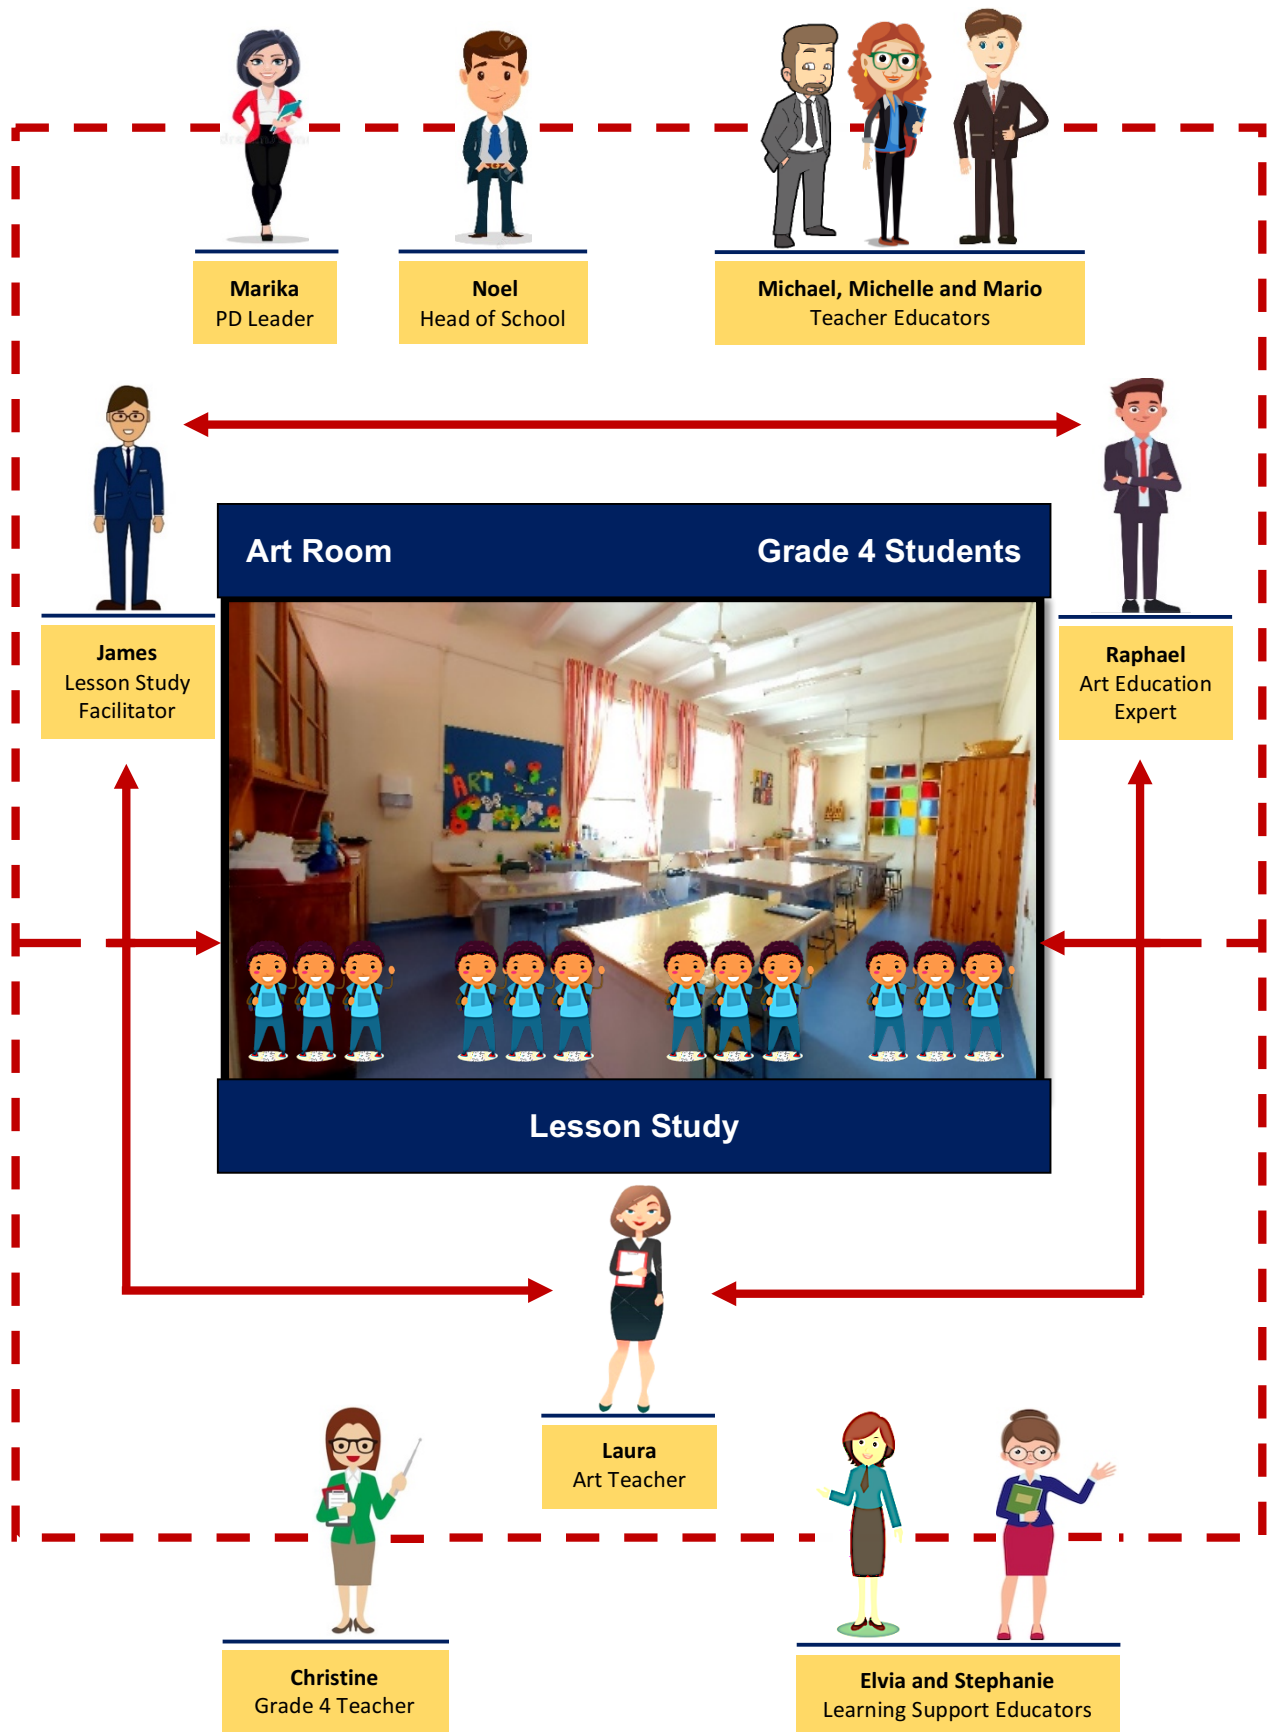 Marika
PD Leader
Noel
Head of School
Michael, Michelle and Mario
Teacher Educators
James
Lesson Study
Facilitator
Raphael
Art Education
Expert
Art Room
Grade 4 Students
ART
Lesson Study
Laura
Art Teacher
Christine
Grade 4 Teacher
Elvia and Stephanie
Learning Support Educators